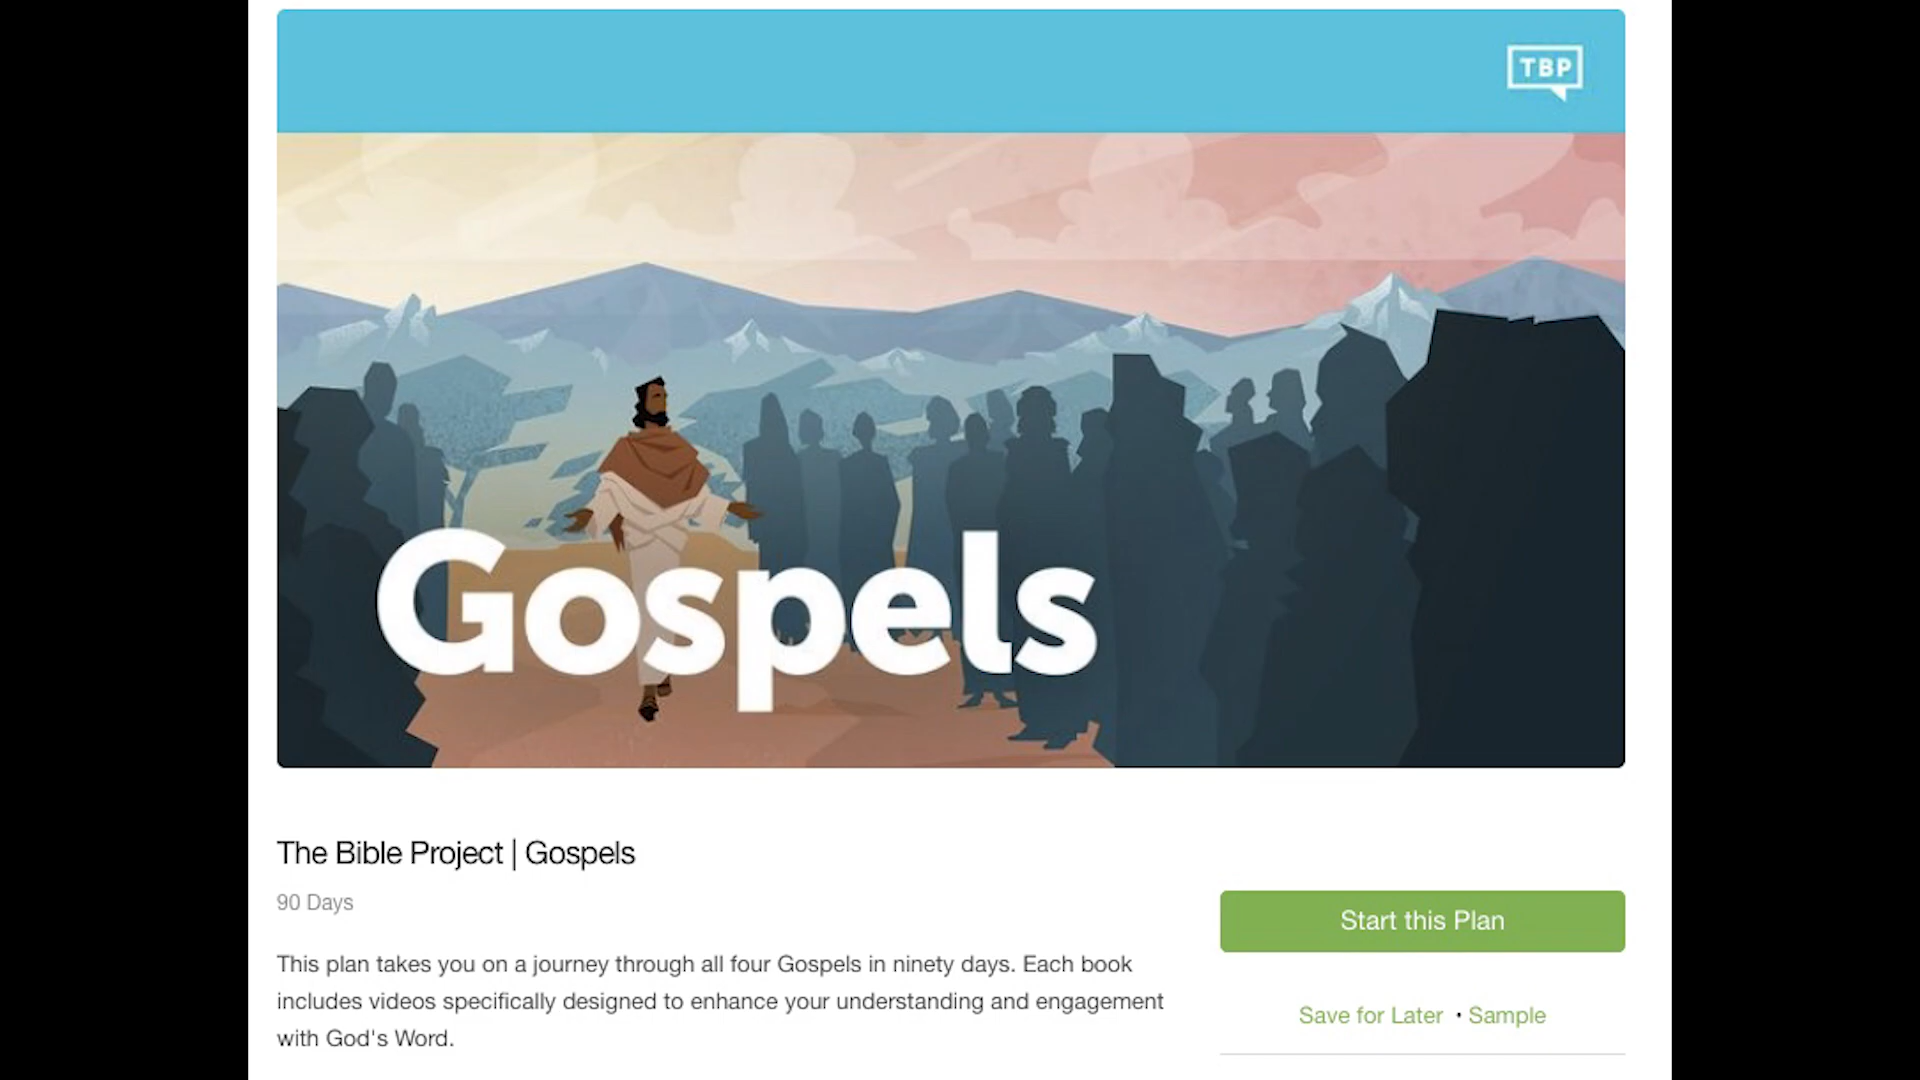 TBP
Gospels
The Bible Project | Gospels
90 Days
Start this Plan
This plan takes you on a journey through all four Gospels in ninety days. Each book
includes videos specifically designed to enhance your understanding and engagement
with God's Word.
Save for Later • Sample